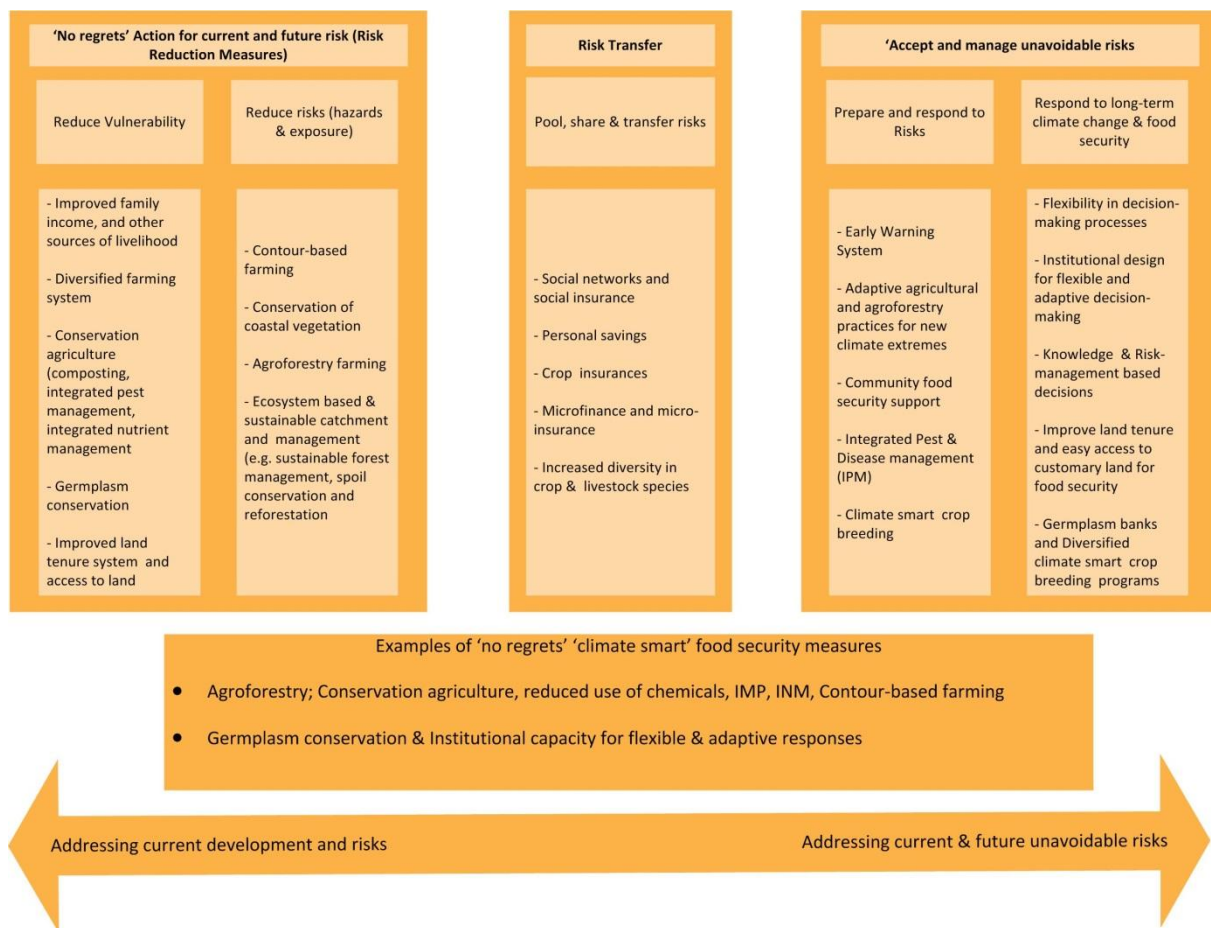 ‘No regrets’ Action for current and future risk (Risk
Reduction Measures)
Reduce Vulnerability
Reduce risks (hazards
& exposure)
- Improved family
income, and other
sources of livelihood
- Diversified farming
system
- Conservation
agriculture
(composting,
integrated pest
management,
integrated nutrient
management
- Germplasm
conservation
- Improved land
tenure system and
access to land
- Contour-based
farming
- Conservation of
coastal vegetation
- Agroforestry farming
- Ecosystem based &
sustainable catchment
and management
(e.g. sustainable forest
management, spoil
conservation and
reforestation
Risk Transfer
Pool, share & transfer risks
- Social networks and
social insurance
- Personal savings
- Crop insurances
- Microfinance and micro-
insurance
- Increased diversity in
crop & livestock species
‘Accept and manage unavoidable risks
Prepare and respond to
Risks
Respond to long-term
climate change & food
security
- Early Warning
System
- Adaptive agricultural
and agroforestry
practices for new
climate extremes
- Community food
security support
- Integrated Pest &
Disease management
(IPM)
- Climate smart crop
breeding
- Flexibility in decision-
making processes
- Institutional design
for flexible and
adaptive decision-
making
- Knowledge & Risk-
management based
decisions
- Improve land tenure
and easy access to
customary land for
food security
- Germplasm banks
and Diversified
climate smart crop
breeding programs
Examples of ‘no regrets’ ‘climate smart’ food security measures
● Agroforestry; Conservation agriculture, reduced use of chemicals, IMP, INM, Contour-based farming
● Germplasm conservation & Institutional capacity for flexible & adaptive responses
Addressing current development and risks
Addressing current & future unavoidable risks